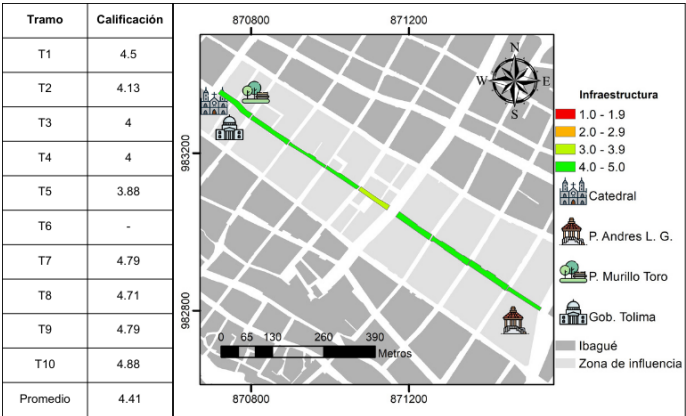 Tramo Calificación
T1 4.5
T2 4.13
T3 4
T4 4
T5 3.88
T6 -
T7 4.79
T8 4.71
T9 4.79
T10 4.88
Promedio 4.41
870800 871200
N
W E
S
983200
982800
0 65 130 260 390
Metros
870800 871200
Infraestructura
1.0 - 1.9
2.0 - 2.9
3.0 - 3.9
4.0 - 5.0
Catedral
P. Andres L. G.
P. Murillo Toro
Gob. Tolima
Ibagué
Zona de influencia